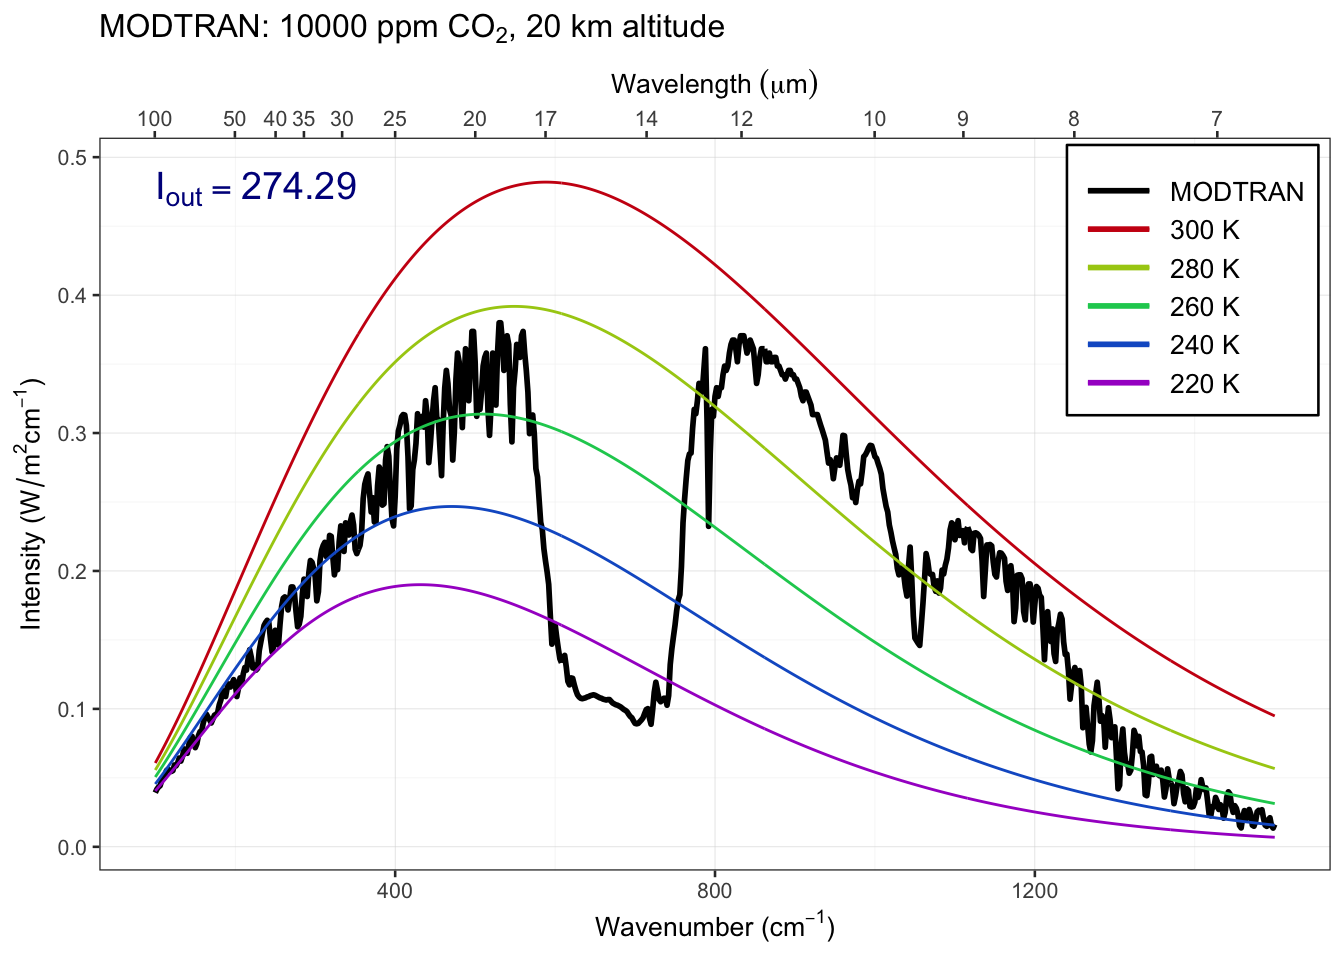 MODTRAN: 10000 ppm CO₂, 20 km altitude
Wavelength (μm)
100 50 40 35 30 25 20 17 14 12 10 9 8 7
0.5
0.4
0.3
0.2
0.1
0.0
Intensity (W/m²cm⁻¹)
I_out = 274.29
MODTRAN
300 K
280 K
260 K
240 K
220 K
400 800 1200
Wavenumber (cm⁻¹)